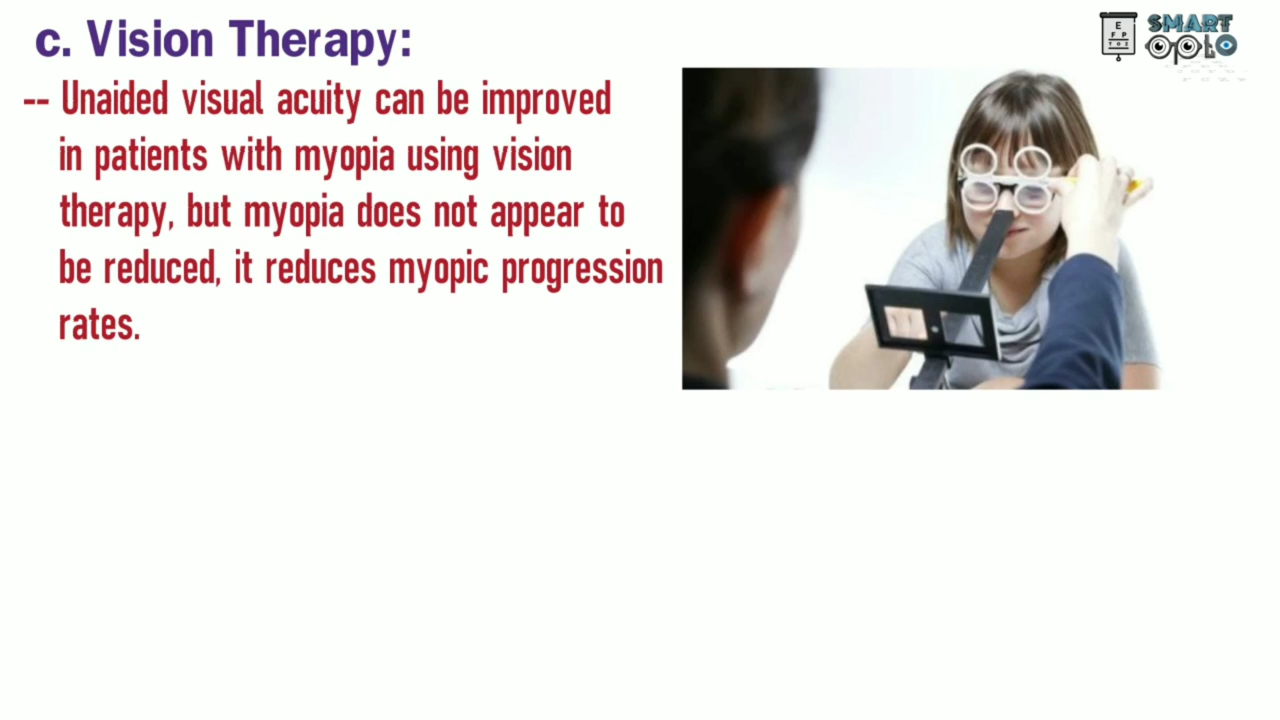 c. Vision Therapy:
SMART
OPTO
E
F P
T O Z
-- Unaided visual acuity can be improved
in patients with myopia using vision
therapy, but myopia does not appear to
be reduced, it reduces myopic progression
rates.